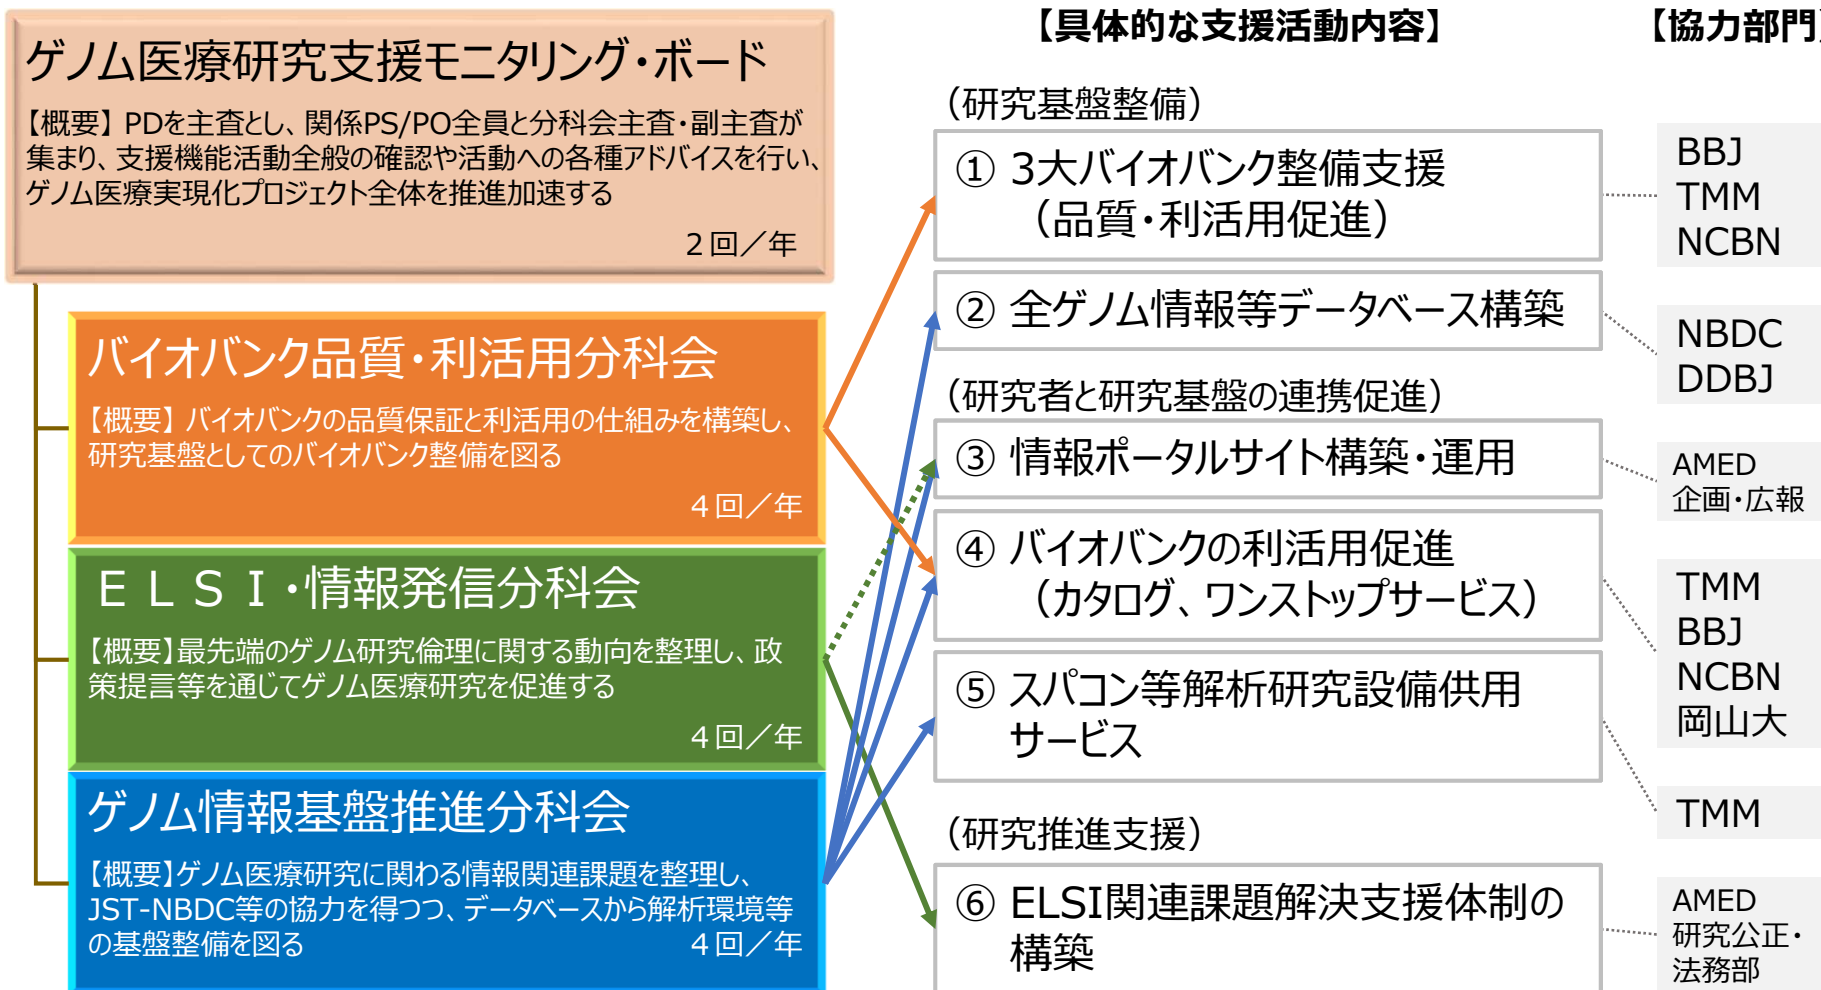 ゲノム医療研究支援モニタリング・ボード
【概要】 PDを主査とし、関係PS/PO全員と分科会主査・副主査が
集まり、支援機能活動全般の確認や活動への各種アドバイスを行い、
ゲノム医療実現化プロジェクト全体を推進加速する
２回／年
バイオバンク品質・利活用分科会
【概要】 バイオバンクの品質保証と利活用の仕組みを構築し、
研究基盤としてのバイオバンク整備を図る
４回／年
ＥＬＳＩ・情報発信分科会
【概要】最先端のゲノム研究倫理に関する動向を整理し、政
策提言等を通じてゲノム医療研究を促進する
４回／年
ゲノム情報基盤推進分科会
【概要】ゲノム医療研究に関わる情報関連課題を整理し、
JST-NBDC等の協力を得つつ、データベースから解析環境等
の基盤整備を図る ４回／年
【具体的な支援活動内容】
（研究基盤整備）
① 3大バイオバンク整備支援
（品質・利活用促進）
② 全ゲノム情報等データベース構築
（研究者と研究基盤の連携促進）
③ 情報ポータルサイト構築・運用
④ バイオバンクの利活用促進
（カタログ、ワンストップサービス）
⑤ スパコン等解析研究設備供用
サービス
（研究推進支援）
⑥ ELSI関連課題解決支援体制の
構築
【協力部門】
BBJ
TMM
NCBN
NBDC
DDBJ
AMED
企画・広報
TMM
BBJ
NCBN
岡山大
TMM
AMED
研究公正・
法務部